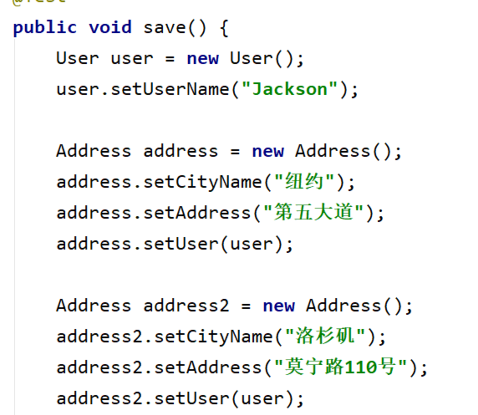 @Test
public void save() {
User user = new User();
user.setUserName("Jackson");
Address address = new Address();
address.setCityName("纽约");
address.setAddress("第五大道");
address.setUser(user);
Address address2 = new Address();
address2.setCityName("洛杉矶");
address2.setAddress("莫宁路110号");
address2.setUser(user);